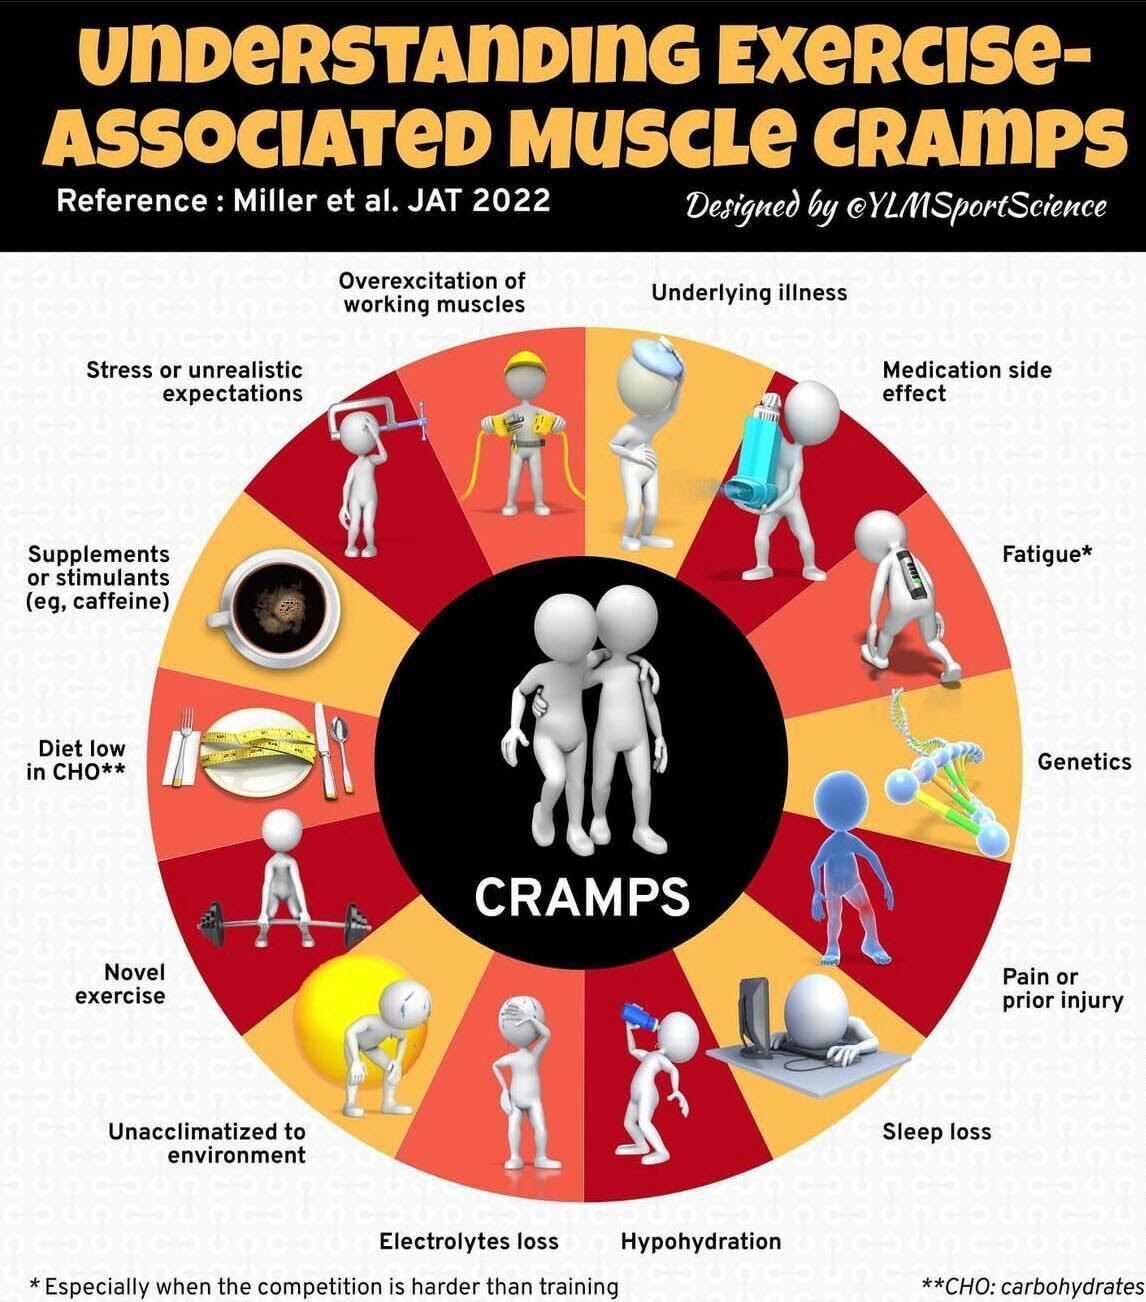 Understanding Exercise-
Associated Muscle Cramps
Reference : Miller et al. JAT 2022
Designed by @YLMSportScience
Overexcitation of
working muscles
Underlying illness
Stress or unrealistic
expectations
Medication side
effect
Supplements
or stimulants
(eg, caffeine)
Fatigue*
Diet low
in CHO**
Genetics
CRAMPS
Novel
exercise
Pain or
prior injury
Unacclimatized to
environment
Sleep loss
Electrolytes loss
Hypohydration
* Especially when the competition is harder than training
**CHO: carbohydrates